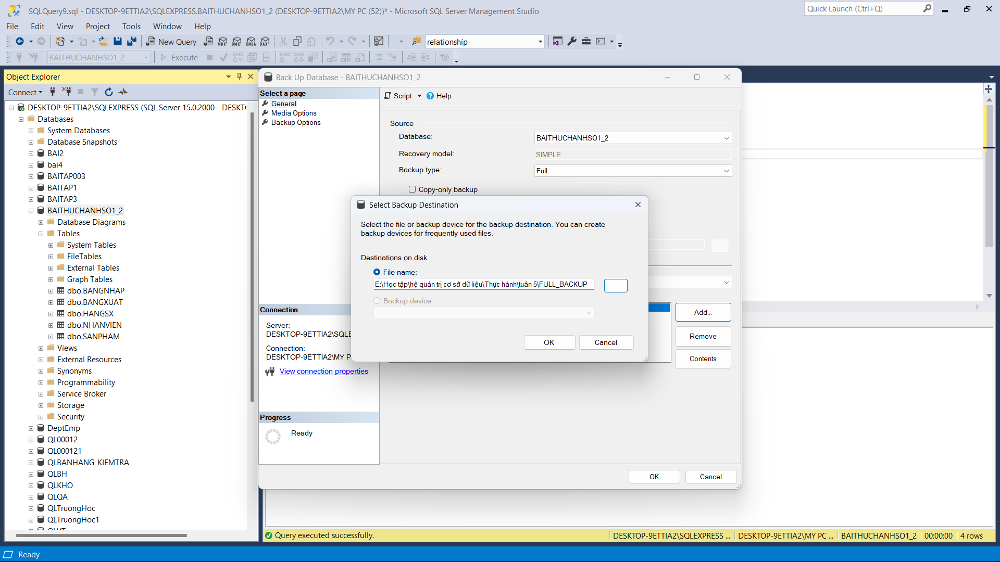 SQLQuery9.sql - DESKTOP-9ETTIA2\SQLEXPRESS.BAITHUCHANHSO1_2 (DESKTOP-9ETTIA2\MY PC (52))* - Microsoft SQL Server Management Studio
Quick Launch (Ctrl+Q)
File Edit View Project Tools Window Help
New Query MDX DMX XMLA DAX relationship
BAITHUCHANHSO1_2 Execute
Object Explorer
Connect
DESKTOP-9ETTIA2\SQLEXPRESS (SQL Server 15.0.2000 - DESKT
Databases
System Databases
Database Snapshots
BAI2
bai4
BAITAP003
BAITAP1
BAITAP3
BAITHUCHANHSO1_2
Database Diagrams
Tables
System Tables
FileTables
External Tables
Graph Tables
dbo.BANGNHAP
dbo.BANGXUAT
dbo.HANGSX
dbo.NHANVIEN
dbo.SANPHAM
Views
External Resources
Synonyms
Programmability
Service Broker
Storage
Security
DeptEmp
QL00012
QL000121
QLBANHANG_KIEMTRA
QLBH
QLKHO
QLQA
QLTruongHoc
QLTruongHoc1
Back Up Database - BAITHUCHANHSO1_2
Select a page
General
Media Options
Backup Options
Script Help
Source
Database: BAITHUCHANHSO1_2
Recovery model: SIMPLE
Backup type: Full
Copy-only backup
Select Backup Destination
Select the file or backup device for the backup destination. You can create
backup devices for frequently used files.
Destinations on disk
File name:
E:\Học tập\hệ quản trị cơ sở dữ liệu\Thực hành\tuần 5\FULL_BACKUP ...
Backup device:
OK Cancel
...
Add...
Remove
Contents
Connection
Server:
DESKTOP-9ETTIA2\SQLE
Connection:
DESKTOP-9ETTIA2\MY P
View connection properties
Progress
Ready
OK Cancel
Query executed successfully. DESKTOP-9ETTIA2\SQLEXPRESS ... DESKTOP-9ETTIA2\MY PC ... BAITHUCHANHSO1_2 00:00:00 4 rows
Ready